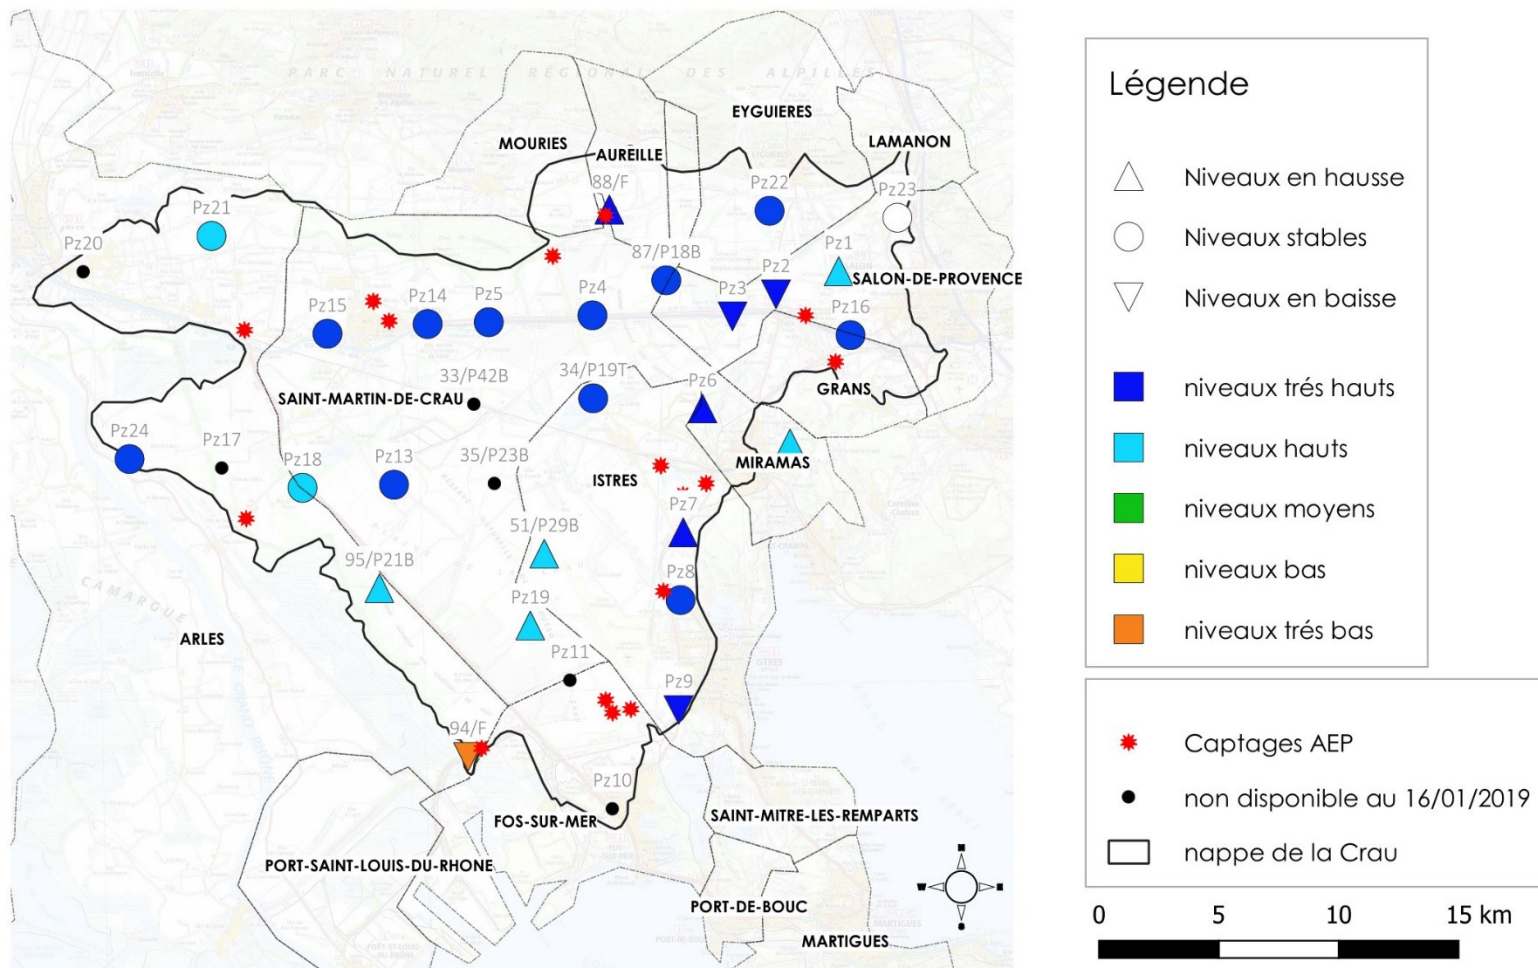 PARC NATUREL RÉGIONAL DES ALPILLES
EYGUIERES
MOURIES
LAMANON
AUREILLE
88/F
Pz22
Pz23
Pz21
Pz20
87/P18B
Pz1
Pz2
SALON-DE-PROVENCE
Pz15
Pz14
Pz5
Pz4
Pz3
Pz16
33/P42B
34/P19T
Pz6
GRANS
SAINT-MARTIN-DE-CRAU
Pz24
Pz17
Pz18
Pz13
35/P23B
ISTRES
MIRAMAS
Pz7
51/P29B
95/P21B
Pz8
CAMARGUE
Pz19
ARLES
LE GRAND RHÔNE
Pz11
ISTRES
Pz9
94/F
Pz10
FOS-SUR-MER
SAINT-MITRE-LES-REMPARTS
PORT-SAINT-LOUIS-DU-RHONE
PORT-DE-BOUC
MARTIGUES
MARTIGUES
N
W
E
S
Légende
Niveaux en hausse
Niveaux stables
Niveaux en baisse
niveaux trés hauts
niveaux hauts
niveaux moyens
niveaux bas
niveaux trés bas
Captages AEP
non disponible au 16/01/2019
nappe de la Crau
0 5 10 15 km